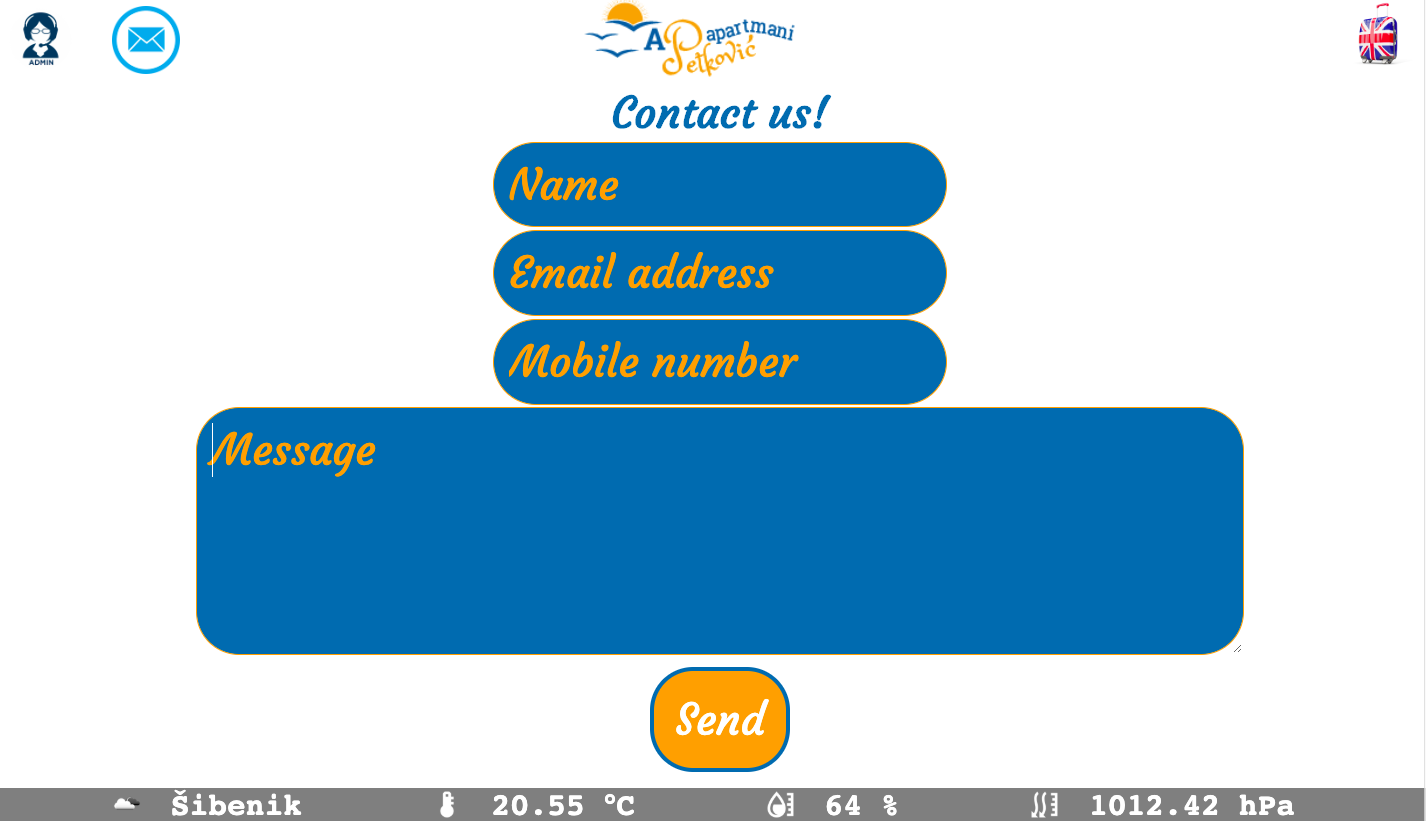 ADMIN
A apartmani
Petković
Contact us!
Name
Email address
Mobile number
Message
Send
Šibenik 20.55 °C 64 % 1012.42 hPa